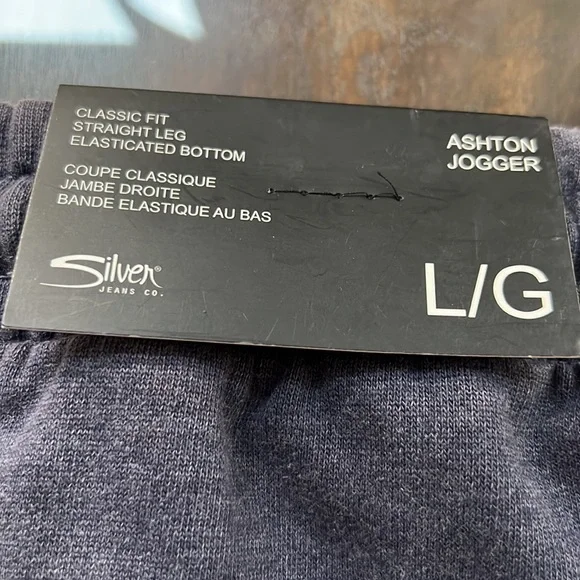 CLASSIC FIT
STRAIGHT LEG
ELASTICATED BOTTOM
COUPE CLASSIQUE
JAMBE DROITE
BANDE ELASTIQUE AU BAS
Silver®
JEANS CO.
ASHTON
JOGGER
L/G